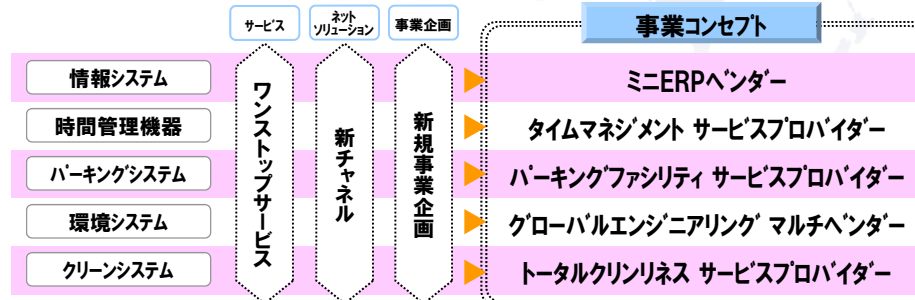 サービス
ネット
ソリューション
事業企画
事業コンセプト
情報システム
ミニERPベンダー
時間管理機器
タイムマネジメント サービスプロバイダー
パーキングシステム
パーキングファシリティ サービスプロバイダー
環境システム
グローバルエンジニアリング マルチベンダー
クリーンシステム
トータルクリンリネス サービスプロバイダー
ワンストップサービス
新チャネル
新規事業企画